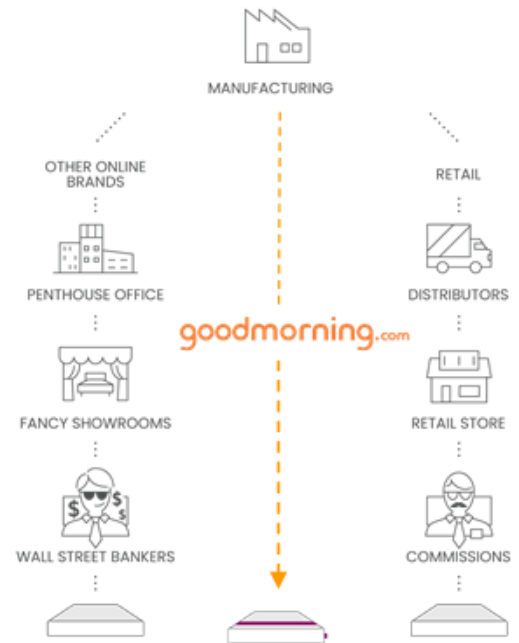 MANUFACTURING
OTHER ONLINE
BRANDS
RETAIL
PENTHOUSE OFFICE
DISTRIBUTORS
goodmorning.com
FANCY SHOWROOMS
RETAIL STORE
$ $ $
WALL STREET BANKERS
COMMISSIONS